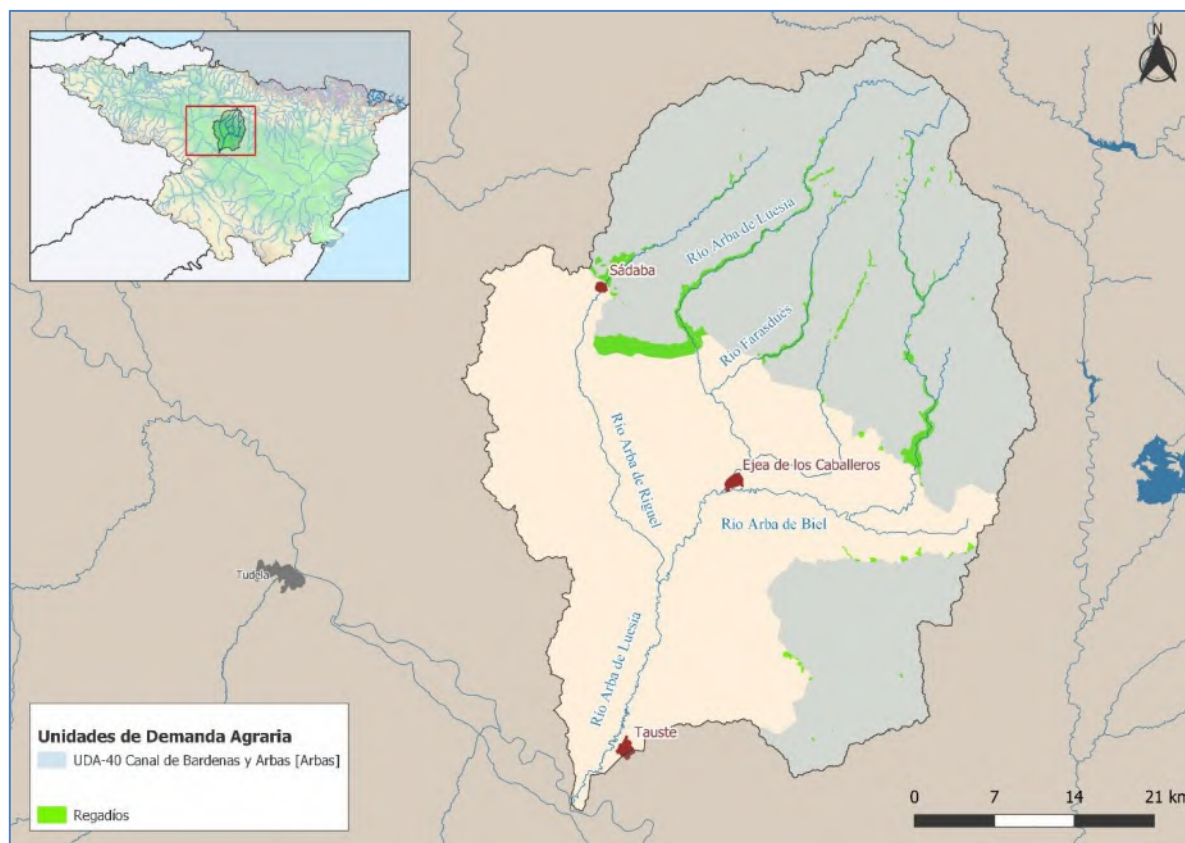 N
Río Arba de Luesia
Sádaba
Río Farasdués
Río Arba de Riguel
Ejea de los Caballeros
Río Arba de Biel
Tudela
Río Arba de Luesia
Tauste
Unidades de Demanda Agraria
UDA-40 Canal de Bardenas y Arbas [Arbas]
Regadíos
0 7 14 21 km